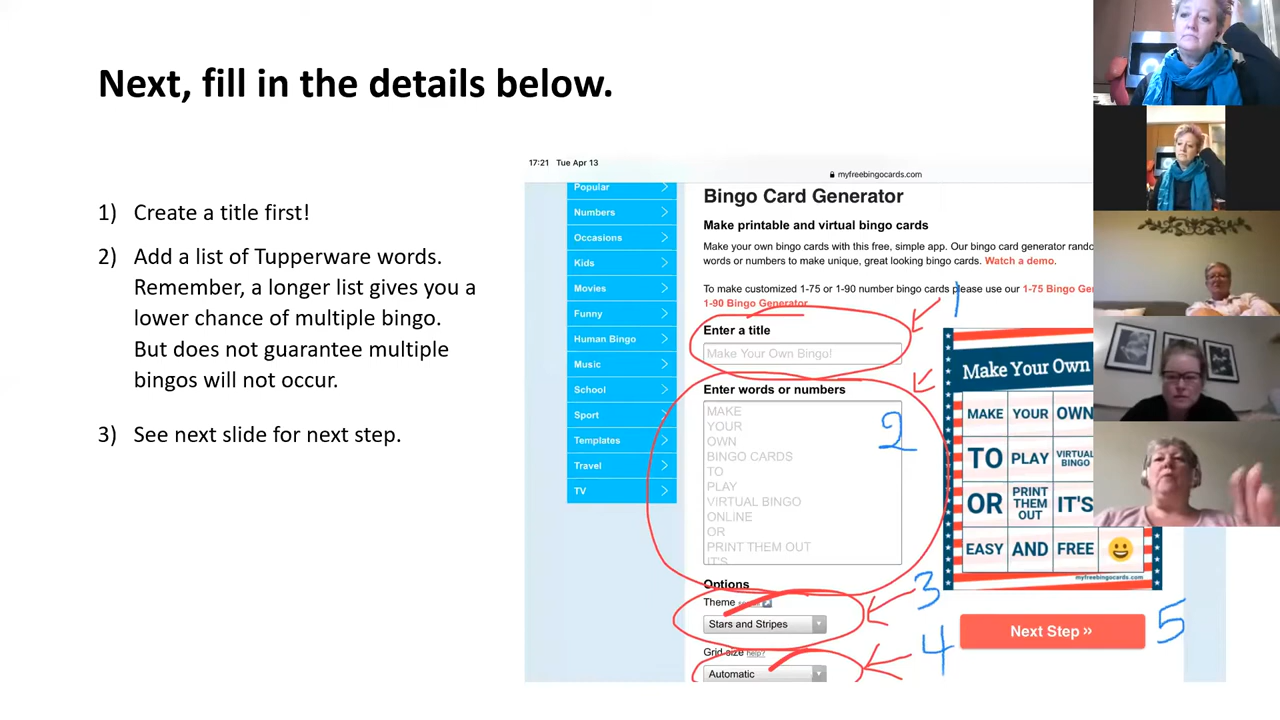 Next, fill in the details below.
1) Create a title first!
2) Add a list of Tupperware words.
Remember, a longer list gives you a
lower chance of multiple bingo.
But does not guarantee multiple
bingos will not occur.
3) See next slide for next step.
17:21 Tue Apr 13
myfreebingocards.com
Popular
Numbers
Occasions
Kids
Movies
Funny
Human Bingo
Music
School
Sport
Templates
Travel
TV
Bingo Card Generator
Make printable and virtual bingo cards
Make your own bingo cards with this free, simple app. Our bingo card generator
words or numbers to make unique, great looking bingo cards. Watch a demo.
To make customized 1-75 or 1-90 number bingo cards please use our 1-75 Bingo
1-90 Bingo Generator
1
Enter a title
Make Your Own Bingo!
Enter words or numbers
MAKE
YOUR
OWN
BINGO CARDS
TO
PLAY
VIRTUAL BINGO
ONLINE
OR
PRINT THEM OUT
IT'S
2
Options
Theme
Stars and Stripes
3
Grid size help?
Automatic
4
Make Your Own
MAKE YOUR OWN
TO PLAY VIRTUAL BINGO
OR PRINT THEM OUT IT'S
EASY AND FREE
myfreebingocards.com
Next Step »
5